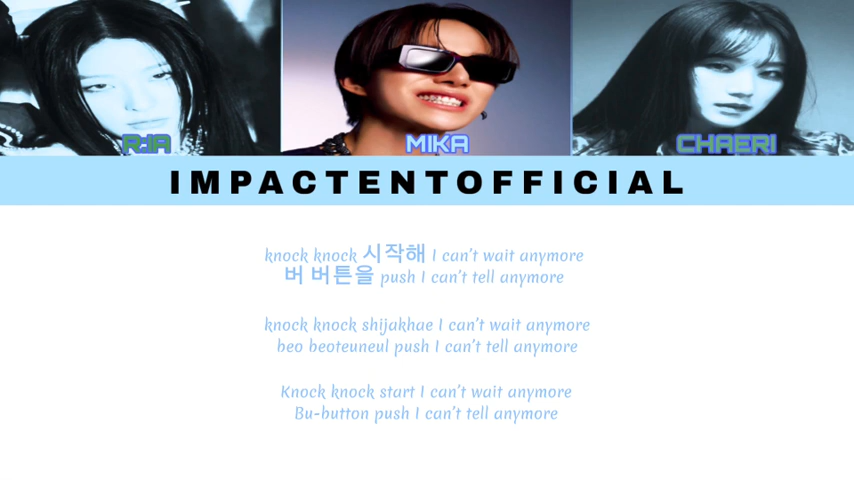 R:IA
MIKA
CHAERI
IMPACTENTOFFICIAL
knock knock 시작해 I can't wait anymore
버 버튼을 push I can't tell anymore
knock knock shijakhae I can't wait anymore
beo beoteuneul push I can't tell anymore
Knock knock start I can't wait anymore
Bu-button push I can't tell anymore